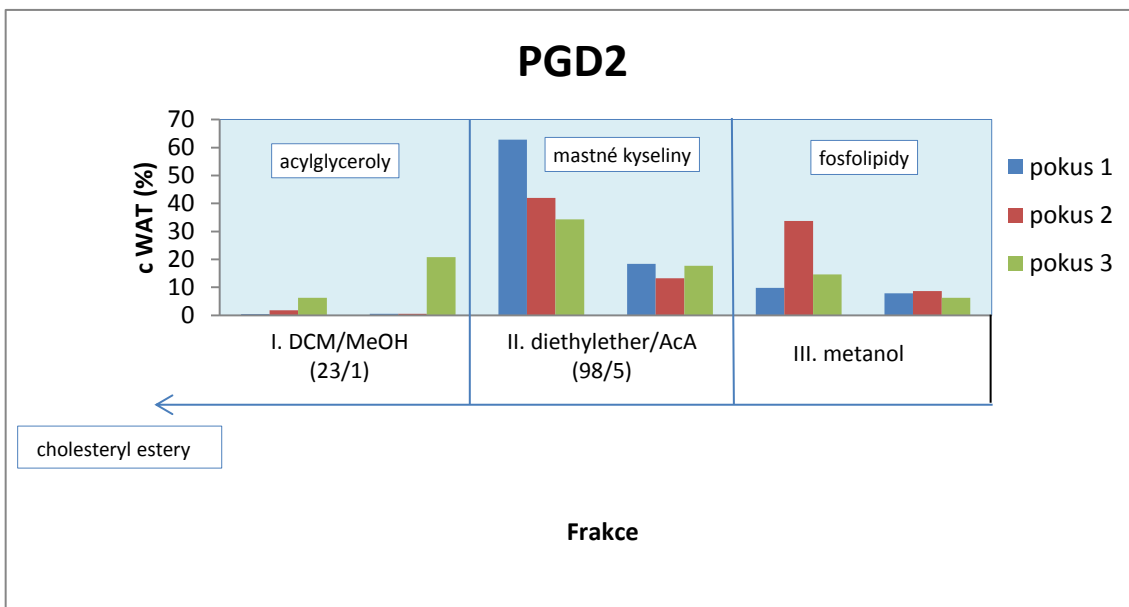 PGD2
c WAT (%)
70
60
50
40
30
20
10
0
acylglyceroly
mastné kyseliny
fosfolipidy
pokus 1
pokus 2
pokus 3
I. DCM/MeOH
(23/1)
II. diethylether/AcA
(98/5)
III. metanol
cholesteryl estery
Frakce